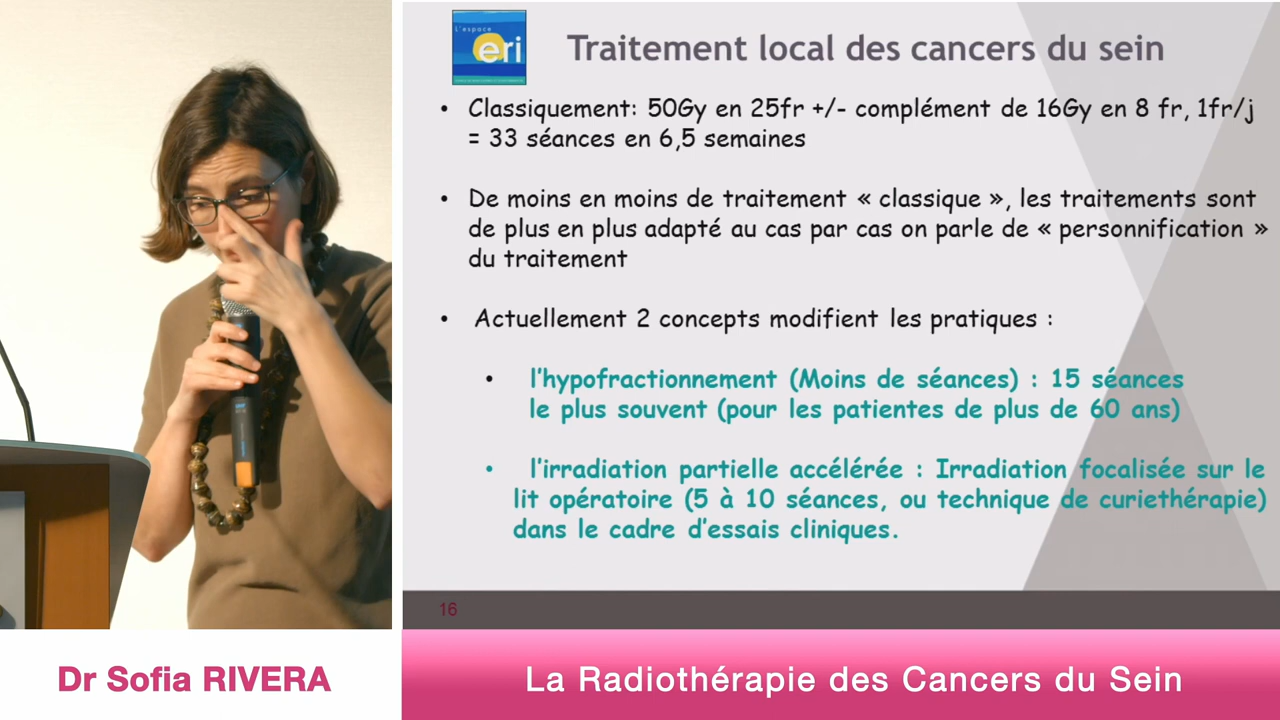 L'espace
eri
Traitement local des cancers du sein
• Classiquement: 50Gy en 25fr +/- complément de 16Gy en 8 fr, 1fr/j
= 33 séances en 6,5 semaines
• De moins en moins de traitement « classique », les traitements sont
de plus en plus adapté au cas par cas on parle de « personnification »
du traitement
• Actuellement 2 concepts modifient les pratiques :
• l'hypofractionnement (Moins de séances) : 15 séances
le plus souvent (pour les patientes de plus de 60 ans)
• l'irradiation partielle accélérée : Irradiation focalisée sur le
lit opératoire (5 à 10 séances, ou technique de curiethérapie)
dans le cadre d'essais cliniques.
16
Dr Sofia RIVERA
La Radiothérapie des Cancers du Sein